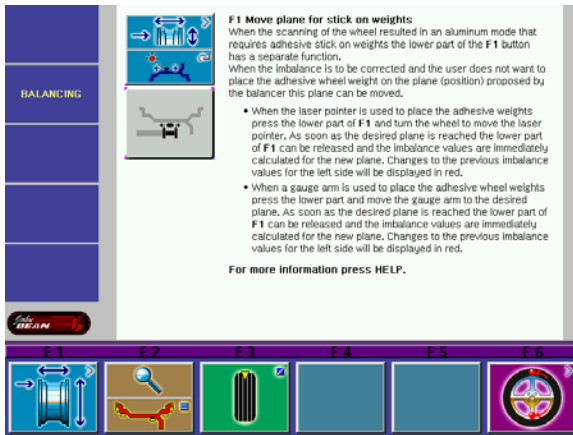 F1 Move plane for stick on weights
When the scanning of the wheel resulted in an aluminum mode that
requires adhesive stick on weights the lower part of the F1 button
has a separate function.
When the imbalance is to be corrected and the user does not want to
place the adhesive wheel weight on the plane (position) proposed by
the balancer this plane can be moved.
BALANCING
• When the laser pointer is used to place the adhesive weights
press the lower part of F1 and turn the wheel to move the laser
pointer. As soon as the desired plane is reached the lower part
of F1 can be released and the imbalance values are immediately
calculated for the new plane. Changes to the previous imbalance
values for the left side will be displayed in red.
• When a gauge arm is used to place the adhesive wheel weights
press the lower part and move the gauge arm to the desired
plane. As soon as the desired plane is reached the lower part of
F1 can be released and the imbalance values are immediately
calculated for the new plane. Changes to the previous imbalance
values for the left side will be displayed in red.
For more information press HELP.
John
BEAN
F1 F2 F3 F4 F5 F6